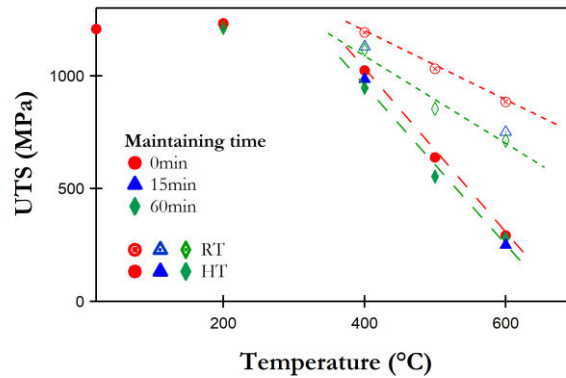 UTS (MPa)
1000
500
0
Maintaining time
0min
15min
60min
RT
HT
200
400
600
Temperature (°C)